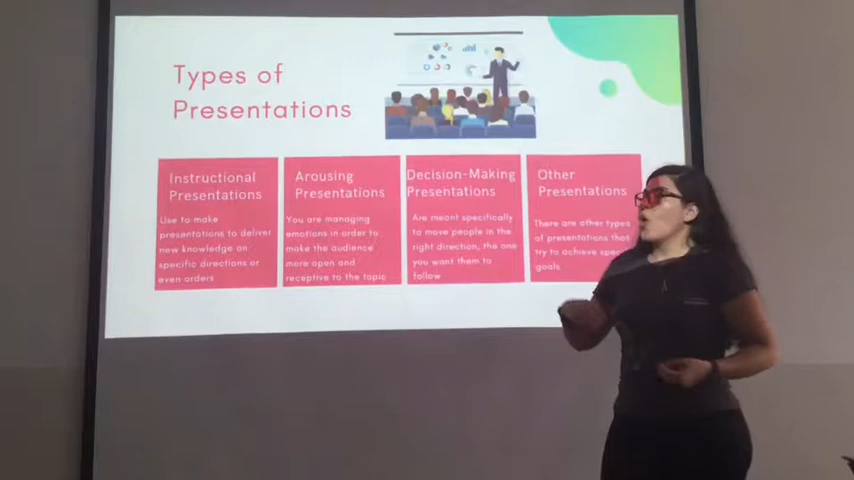 Types of
Presentations
Instructional
Presentations
Use to make
presentations to deliver
new knowledge on
specific directions or
even orders
Arousing
Presentations
You are managing
emotions in order to
make the audience
more open and
receptive to the topic
Decision-Making
Presentations
Are meant specifically
to move people in the
right direction, the one
you want them to
follow
Other
Presentations
There are other types
of presentations that
try to achieve
goals